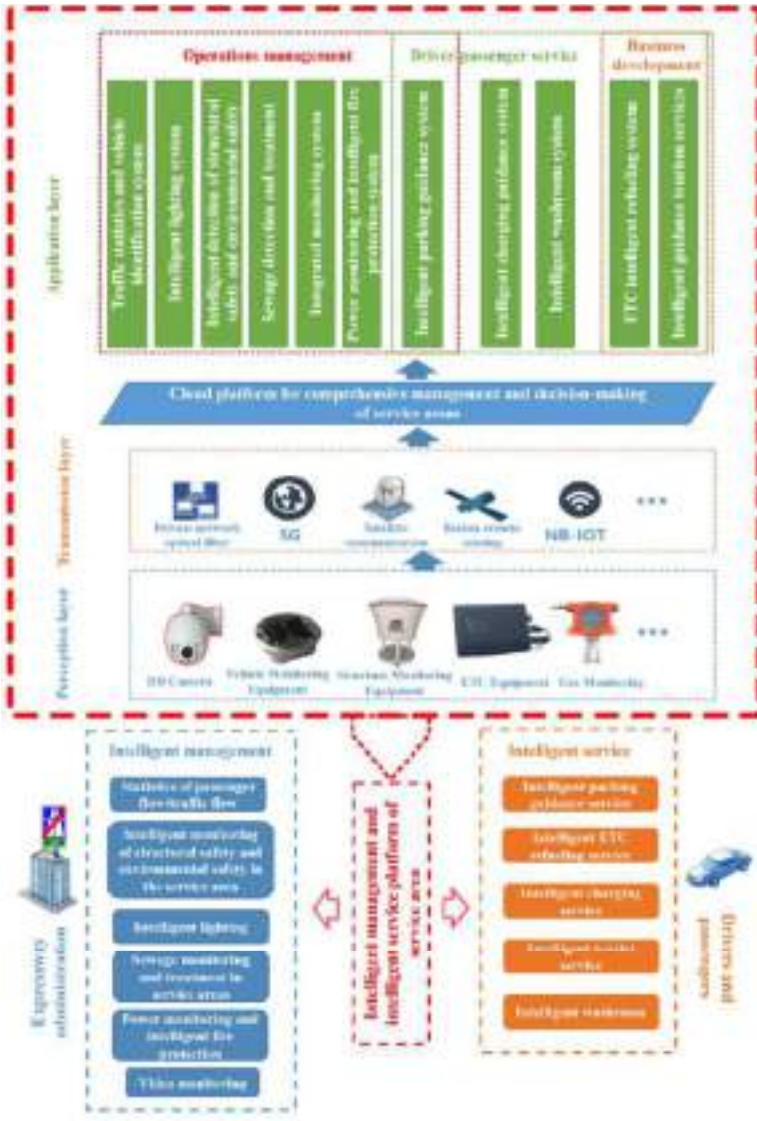 Operations management
Driver passenger service
Business
development
Application layer
Traffic statistics and vehicle
identification system
Intelligent lighting system
Intelligent detection of structural
safety and environmental safety
Sewage detection and treatment
Integrated monitoring system
Power monitoring and intelligent fire
protection system
Intelligent parking guidance system
Intelligent charging guidance system
Intelligent washroom system
ETC intelligent refueling system
Intelligent guidance tourism services
Cloud platform for comprehensive management and decision-making
of service areas
Transmission layer
Private network
optical fiber
5G
Satellite
communication
remote
sensing
NB-IOT
...
Perception layer
HD Camera
Vehicle Monitoring
Equipment
Structure Monitoring
Equipment
ETC Equipment
Gas Monitoring
...
Intelligent management
Statistics of passenger
flow/traffic flow
Intelligent monitoring
of structural safety and
environmental safety in
the service area
Intelligent lighting
Sewage monitoring
and treatment in
service areas
Power monitoring and
intelligent fire
protection
Video monitoring
Expressway
administration
Intelligent management and
intelligent service platform of
service area
Intelligent service
Intelligent parking
guidance service
Intelligent ETC
refueling service
Intelligent charging
service
Intelligent tourist
service
Intelligent washroom
Drivers and
passengers